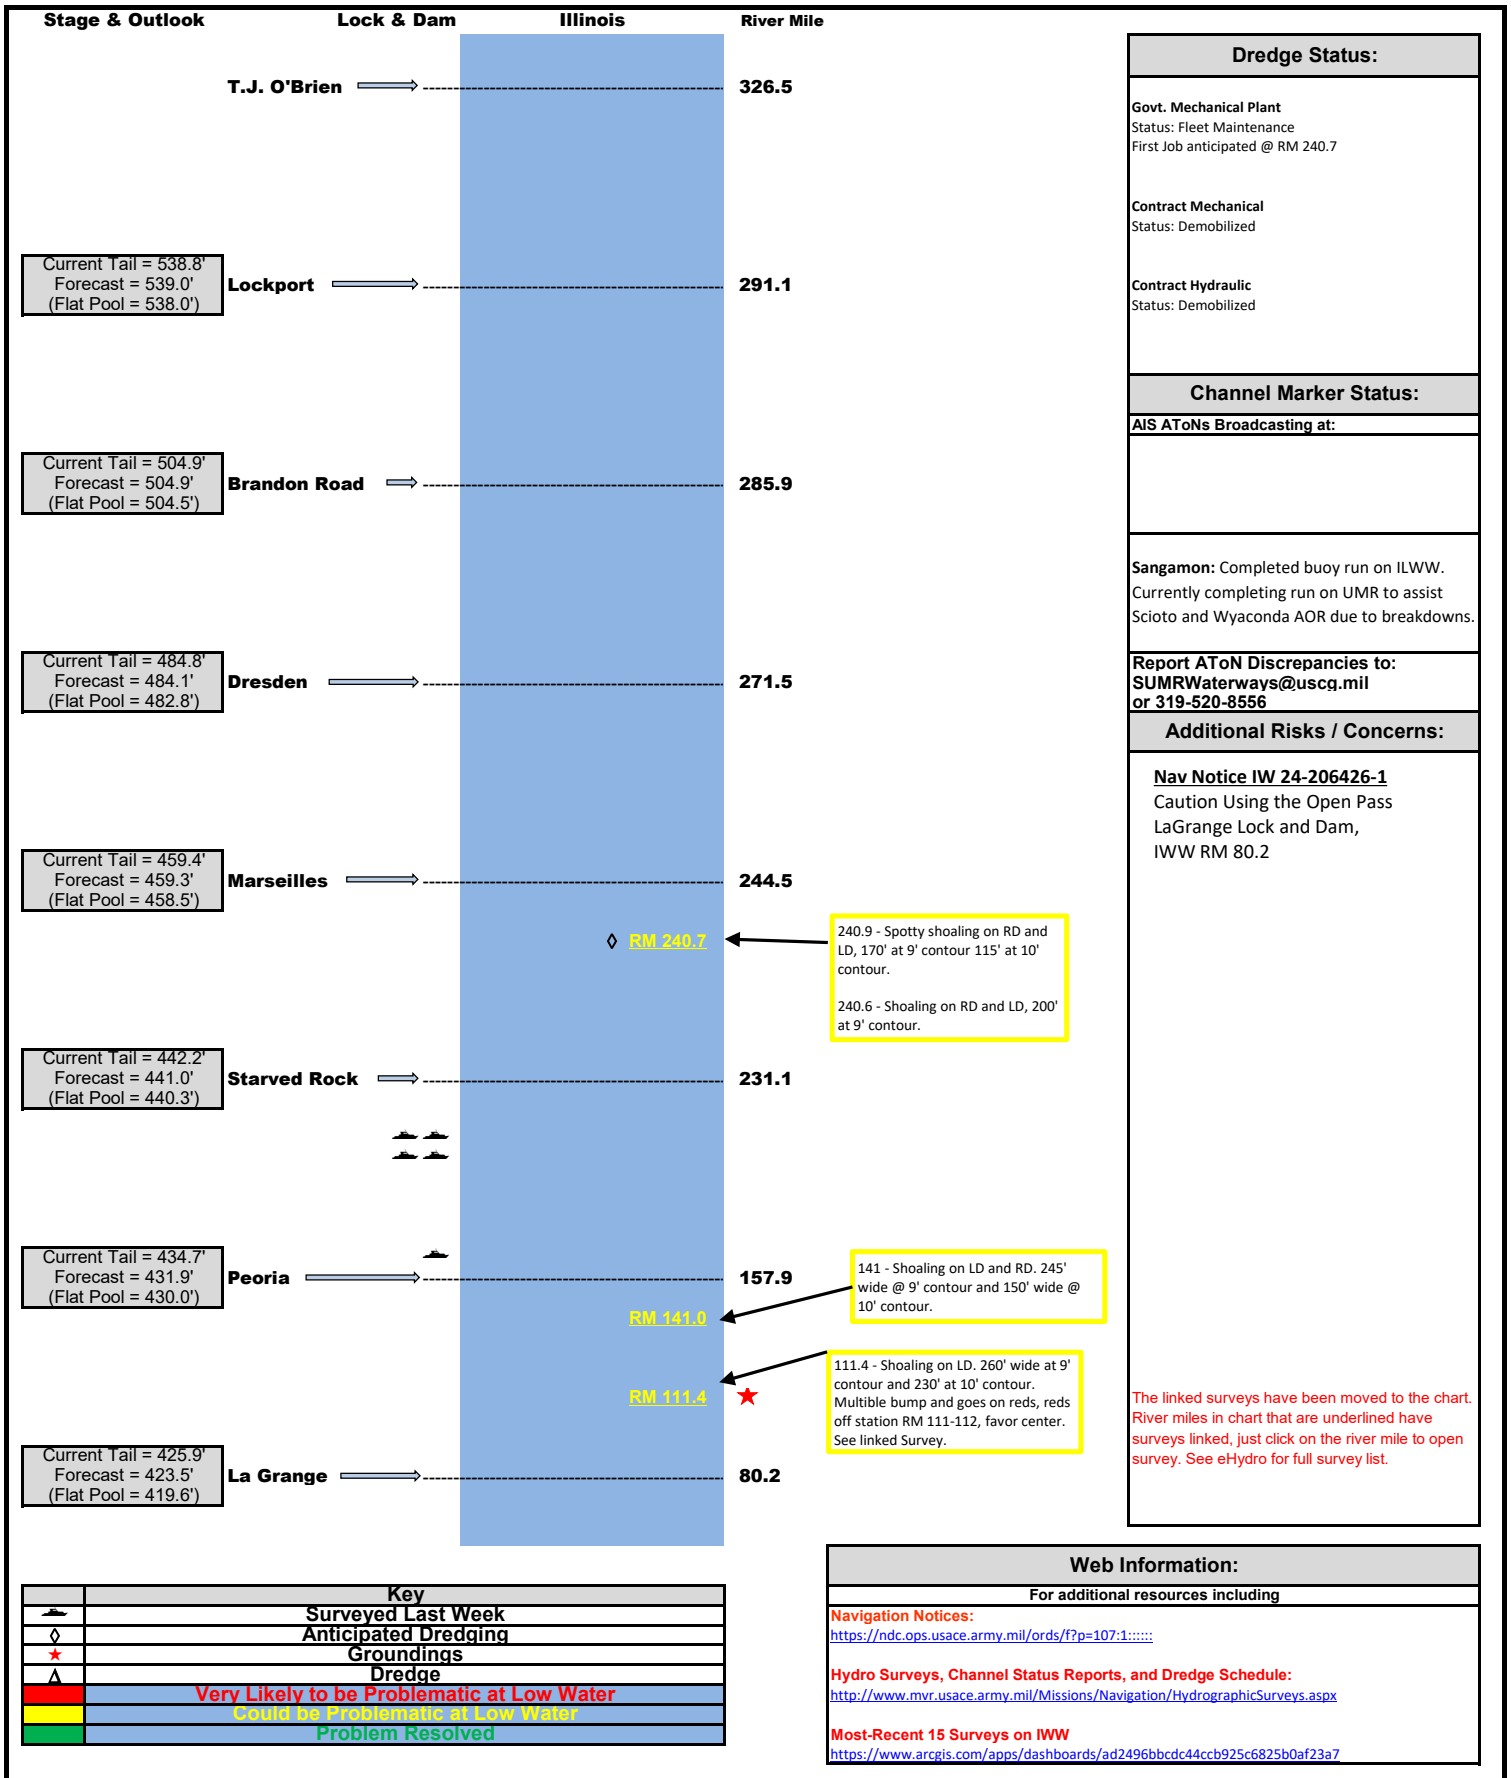 Stage & Outlook Lock & Dam Illinois River Mile
T.J. O'Brien 326.5
Current Tail = 538.8'
Forecast = 539.0'
(Flat Pool = 538.0')
Lockport 291.1
Current Tail = 504.9'
Forecast = 504.9'
(Flat Pool = 504.5')
Brandon Road 285.9
Current Tail = 484.8'
Forecast = 484.1'
(Flat Pool = 482.8')
Dresden 271.5
Current Tail = 459.4'
Forecast = 459.3'
(Flat Pool = 458.5')
Marseilles 244.5
RM 240.7
240.9 - Spotty shoaling on RD and
LD, 170' at 9' contour 115' at 10'
contour.
240.6 - Shoaling on RD and LD, 200'
at 9' contour.
Current Tail = 442.2'
Forecast = 441.0'
(Flat Pool = 440.3')
Starved Rock 231.1
Current Tail = 434.7'
Forecast = 431.9'
(Flat Pool = 430.0')
Peoria 157.9
RM 141.0
141 - Shoaling on LD and RD. 245'
wide @ 9' contour and 150' wide @
10' contour.
RM 111.4
111.4 - Shoaling on LD. 260' wide at 9'
contour and 230' at 10' contour.
Multible bump and goes on reds, reds
off station RM 111-112, favor center.
See linked Survey.
Current Tail = 425.9'
Forecast = 423.5'
(Flat Pool = 419.6')
La Grange 80.2
Dredge Status:
Govt. Mechanical Plant
Status: Fleet Maintenance
First Job anticipated @ RM 240.7
Contract Mechanical
Status: Demobilized
Contract Hydraulic
Status: Demobilized
Channel Marker Status:
AIS AToNs Broadcasting at:
Sangamon: Completed buoy run on ILWW.
Currently completing run on UMR to assist
Scioto and Wyaconda AOR due to breakdowns.
Report AToN Discrepancies to:
SUMRWaterways@uscg.mil
or 319-520-8556
Additional Risks / Concerns:
Nav Notice IW 24-206426-1
Caution Using the Open Pass
LaGrange Lock and Dam,
IWW RM 80.2
The linked surveys have been moved to the chart.
River miles in chart that are underlined have
surveys linked, just click on the river mile to open
survey. See eHydro for full survey list.
Key
Surveyed Last Week
Anticipated Dredging
Groundings
Dredge
Very Likely to be Problematic at Low Water
Could be Problematic at Low Water
Problem Resolved
Web Information:
For additional resources including
Navigation Notices:
https://ndc.ops.usace.army.mil/ords/f?p=107:1::::::
Hydro Surveys, Channel Status Reports, and Dredge Schedule:
http://www.mvr.usace.army.mil/Missions/Navigation/HydrographicSurveys.aspx
Most-Recent 15 Surveys on IWW
https://www.arcgis.com/apps/dashboards/ad2496bbcdc44ccb925c6825b0af23a7